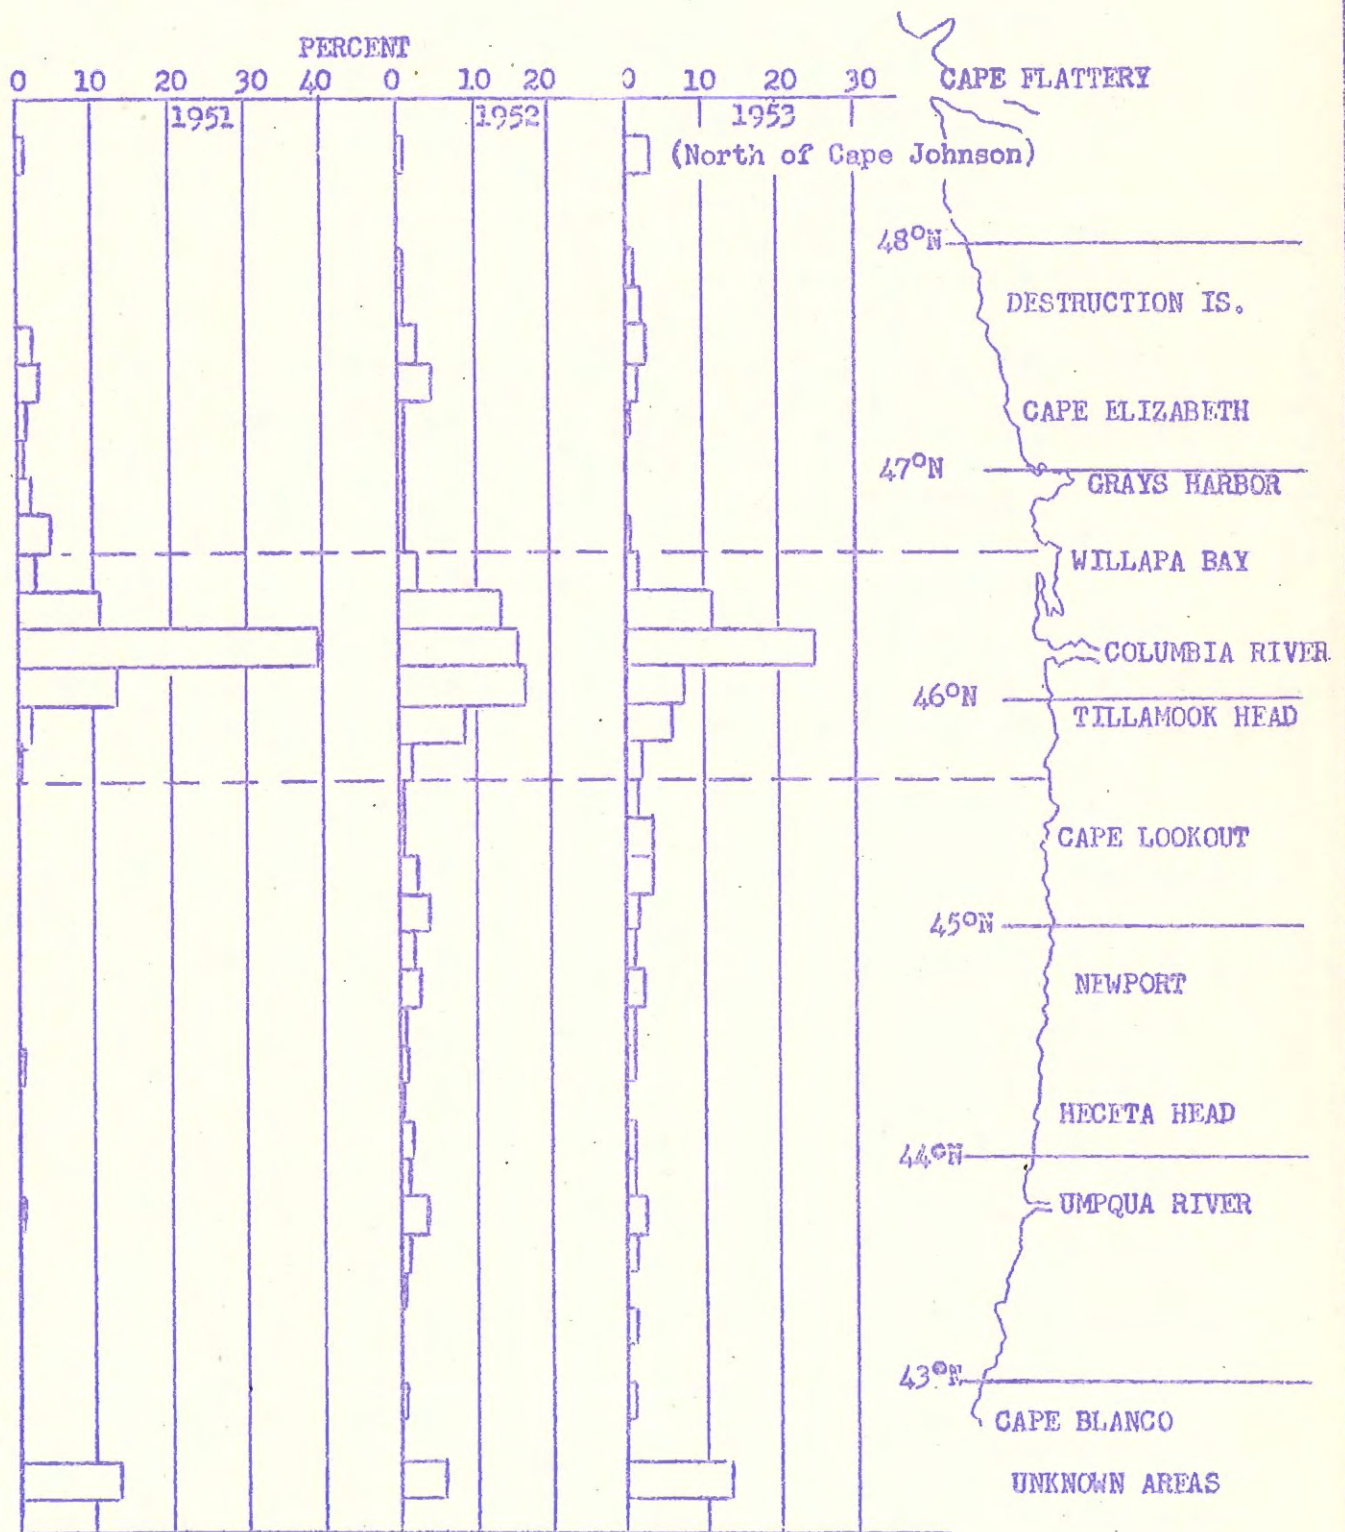 PERCENT
0 10 20 30 40 0 10 20 0 10 20 30
CAPE FLATTERY
1951 1952 1953
(North of Cape Johnson)
48°N
DESTRUCTION IS.
CAPE ELIZABETH
47°N
GRAYS HARBOR
WILLAPA BAY
COLUMBIA RIVER
46°N
TILLAMOOK HEAD
CAPE LOOKOUT
45°N
NEWPORT
HECETA HEAD
44°N
UMPQUA RIVER
43°N
CAPE BLANCO
UNKNOWN AREAS